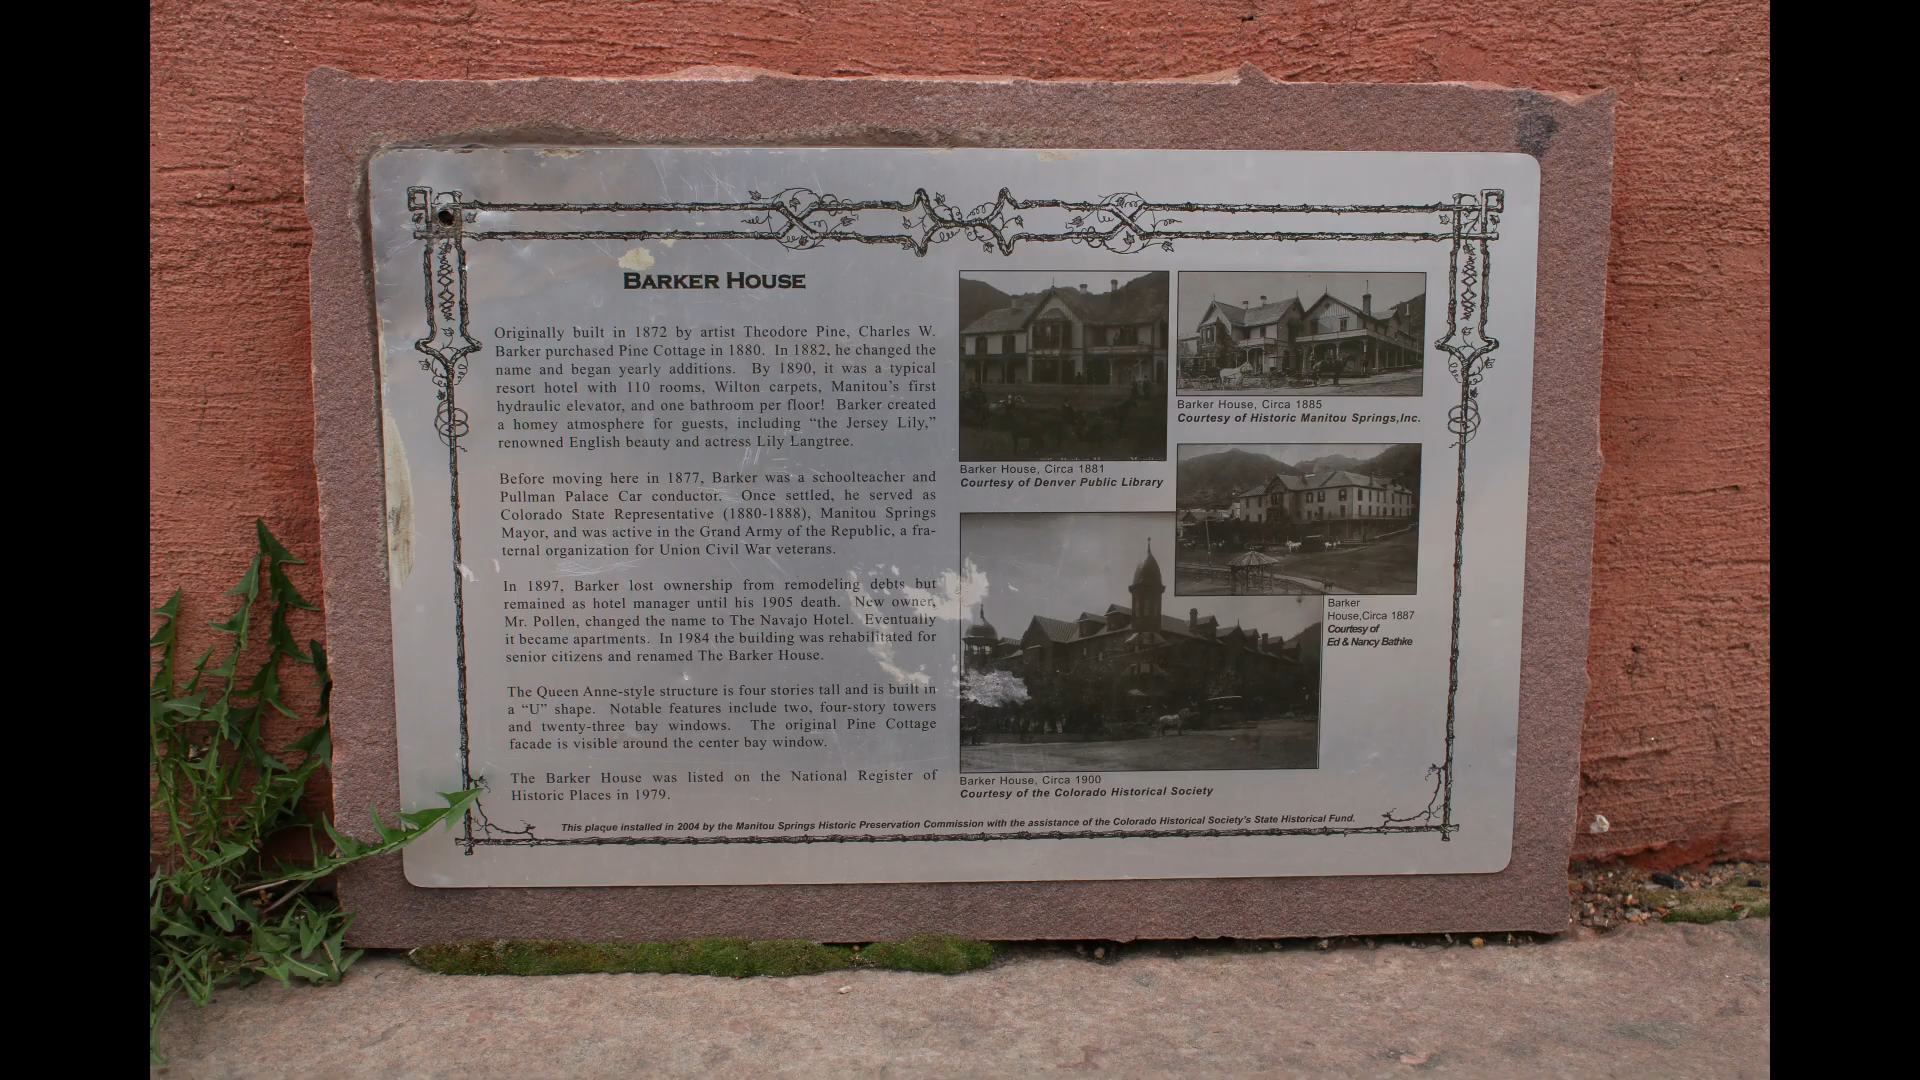 BARKER HOUSE
Originally built in 1872 by artist Theodore Pine, Charles W.
Barker purchased Pine Cottage in 1880. In 1882, he changed the
name and began yearly additions. By 1890, it was a typical
resort hotel with 110 rooms, Wilton carpets, Manitou's first
hydraulic elevator, and one bathroom per floor! Barker created
a homey atmosphere for guests, including “the Jersey Lily,”
renowned English beauty and actress Lily Langtree.
Before moving here in 1877, Barker was a schoolteacher and
Pullman Palace Car conductor. Once settled, he served as
Colorado State Representative (1880-1888), Manitou Springs
Mayor, and was active in the Grand Army of the Republic, a fra-
ternal organization for Union Civil War veterans.
In 1897, Barker lost ownership from remodeling debts but
remained as hotel manager until his 1905 death. New owner,
Mr. Pollen, changed the name to The Navajo Hotel. Eventually
it became apartments. In 1984 the building was rehabilitated for
senior citizens and renamed The Barker House.
The Queen Anne-style structure is four stories tall and is built in
a “U” shape. Notable features include two, four-story towers
and twenty-three bay windows. The original Pine Cottage
facade is visible around the center bay window.
The Barker House was listed on the National Register of
Historic Places in 1979.
Barker House, Circa 1881
Courtesy of Denver Public Library
Barker House, Circa 1885
Courtesy of Historic Manitou Springs,Inc.
Barker
House,Circa 1887
Courtesy of
Ed & Nancy Bathke
Barker House, Circa 1900
Courtesy of the Colorado Historical Society
This plaque installed in 2004 by the Manitou Springs Historic Preservation Commission with the assistance of the Colorado Historical Society's State Historical Fund.